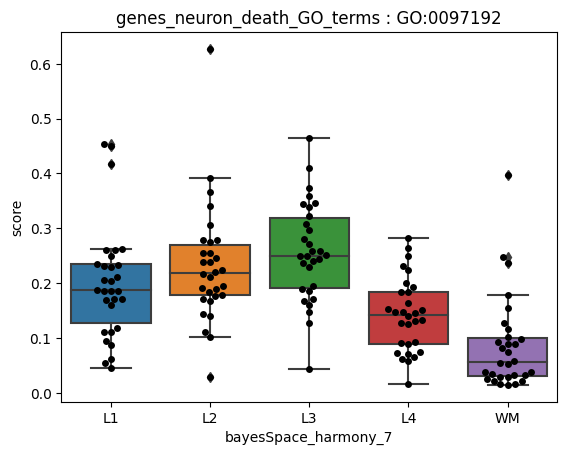 genes_neuron_death_GO_terms : GO:0097192
0.6
0.5
0.4
0.3
0.2
0.1
0.0
score
L1 L2 L3 L4 WM
bayesSpace_harmony_7